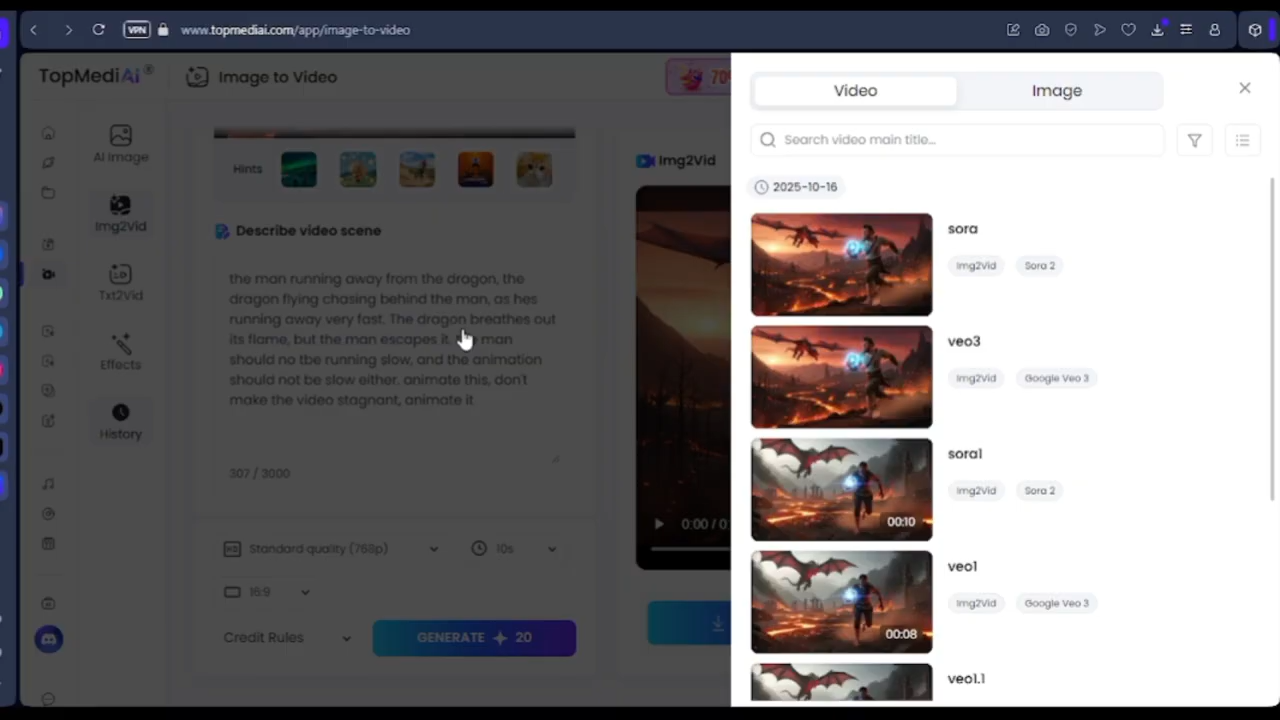 VPN www.topmediai.com/app/image-to-video
TopMediAi
Image to Video
70%
AI Image
Img2Vid
Txt2Vid
Effects
History
Hints
Describe video scene
the man running away from the dragon, the
dragon flying chasing behind the man, as hes
running away very fast. The dragon breathes out
its flame, but the man escapes it. man
should no tbe running slow, and the animation
should not be slow either. animate this, don't
make the video stagnant, animate it
307 / 3000
Standard quality (768p)
10s
16:9
Credit Rules
GENERATE 20
Img2Vid
0:00 / 0
Video
Image
Search video main title...
2025-10-16
sora
Img2Vid Sora 2
veo3
Img2Vid Google Veo 3
sora1
Img2Vid Sora 2
00:10
veo1
Img2Vid Google Veo 3
00:08
veo1.1